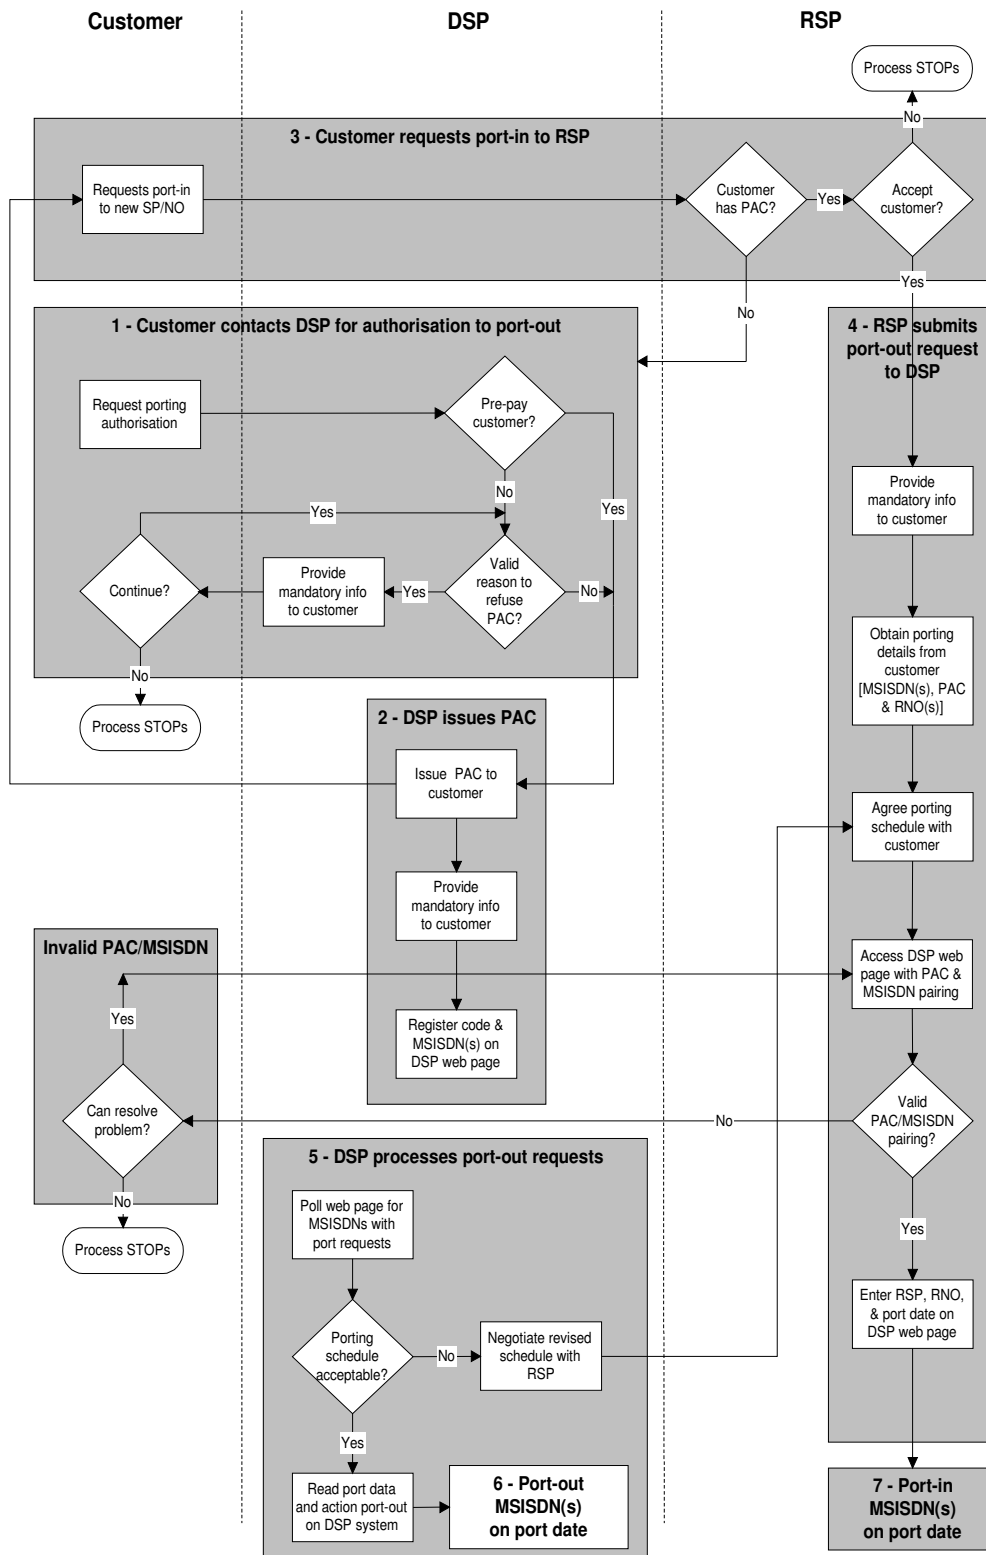 Customer
DSP
RSP
Process STOPs
No
3 - Customer requests port-in to RSP
Requests port-in
to new SP/NO
Customer
has PAC?
Yes
Accept
customer?
Yes
No
1 - Customer contacts DSP for authorisation to port-out
Request porting
authorisation
Pre-pay
customer?
No
Yes
Yes
Continue?
Provide
mandatory info
to customer
Yes
Valid
reason to
refuse
PAC?
No
No
Process STOPs
2 - DSP issues PAC
Issue PAC to
customer
Provide
mandatory info
to customer
Register code &
MSISDN(s) on
DSP web page
4 - RSP submits
port-out request
to DSP
Provide
mandatory info
to customer
Obtain porting
details from
customer
[MSISDN(s), PAC
& RNO(s)]
Agree porting
schedule with
customer
Access DSP web
page with PAC &
MSISDN pairing
Valid
PAC/MSISDN
pairing?
No
Yes
Enter RSP, RNO,
& port date on
DSP web page
Invalid PAC/MSISDN
Yes
Can resolve
problem?
No
Process STOPs
5 - DSP processes port-out requests
Poll web page for
MSISDNs with
port requests
Porting
schedule
acceptable?
No
Negotiate revised
schedule with
RSP
Yes
Read port data
and action port-out
on DSP system
6 - Port-out
MSISDN(s)
on port date
7 - Port-in
MSISDN(s)
on port date